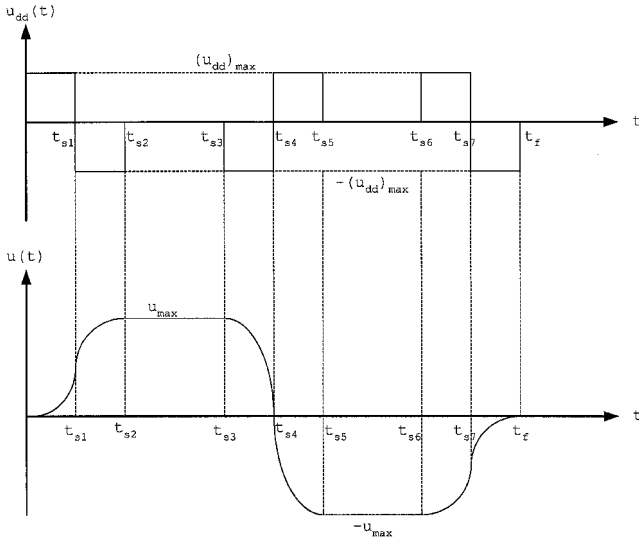 u_dd(t)
(u_dd)_max
t
t_s1 t_s2 t_s3 t_s4 t_s5 t_s6 t_s7 t_f
-(u_dd)_max
u(t)
u_max
t
t_s1 t_s2 t_s3 t_s4 t_s5 t_s6 t_s7 t_f
-u_max